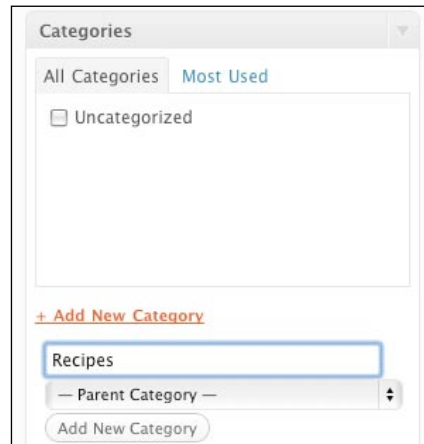 Categories
All Categories Most Used
Uncategorized
+ Add New Category
Recipes
— Parent Category —
Add New Category